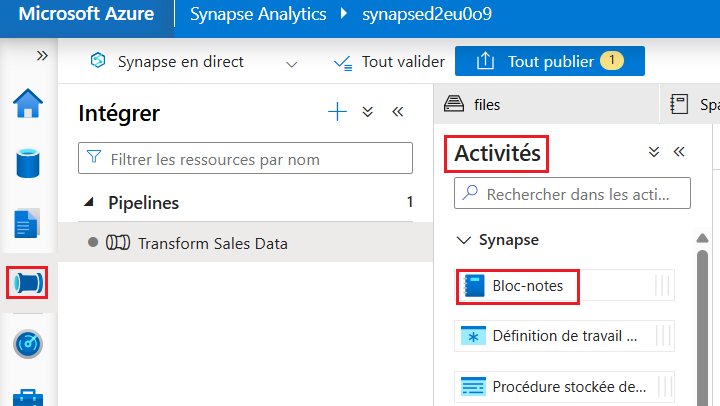 Microsoft Azure
Synapse Analytics
synapsed2eu0o9
Synapse en direct
Tout valider
Tout publier 1
Intégrer
files
Spa
Filtrer les ressources par nom
Activités
Rechercher dans les acti...
Pipelines 1
Transform Sales Data
Synapse
Bloc-notes
Définition de travail ...
Procédure stockée de...